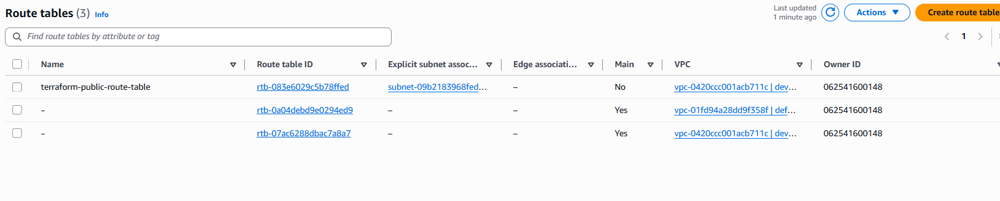 Route tables (3) Info
Last updated
1 minute ago
Actions
Create route table
Find route tables by attribute or tag
1
Name Route table ID Explicit subnet assoc... Edge associati... Main VPC Owner ID
terraform-public-route-table rtb-083e6029c5b78ffed subnet-09b2183968fed... – No vpc-0420ccc001acb711c | dev... 062541600148
– rtb-0a04debd9e0294ed9 – – Yes vpc-01fd94a28dd9f358f | def... 062541600148
– rtb-07ac6288dbac7a8a7 – – Yes vpc-0420ccc001acb711c | dev... 062541600148